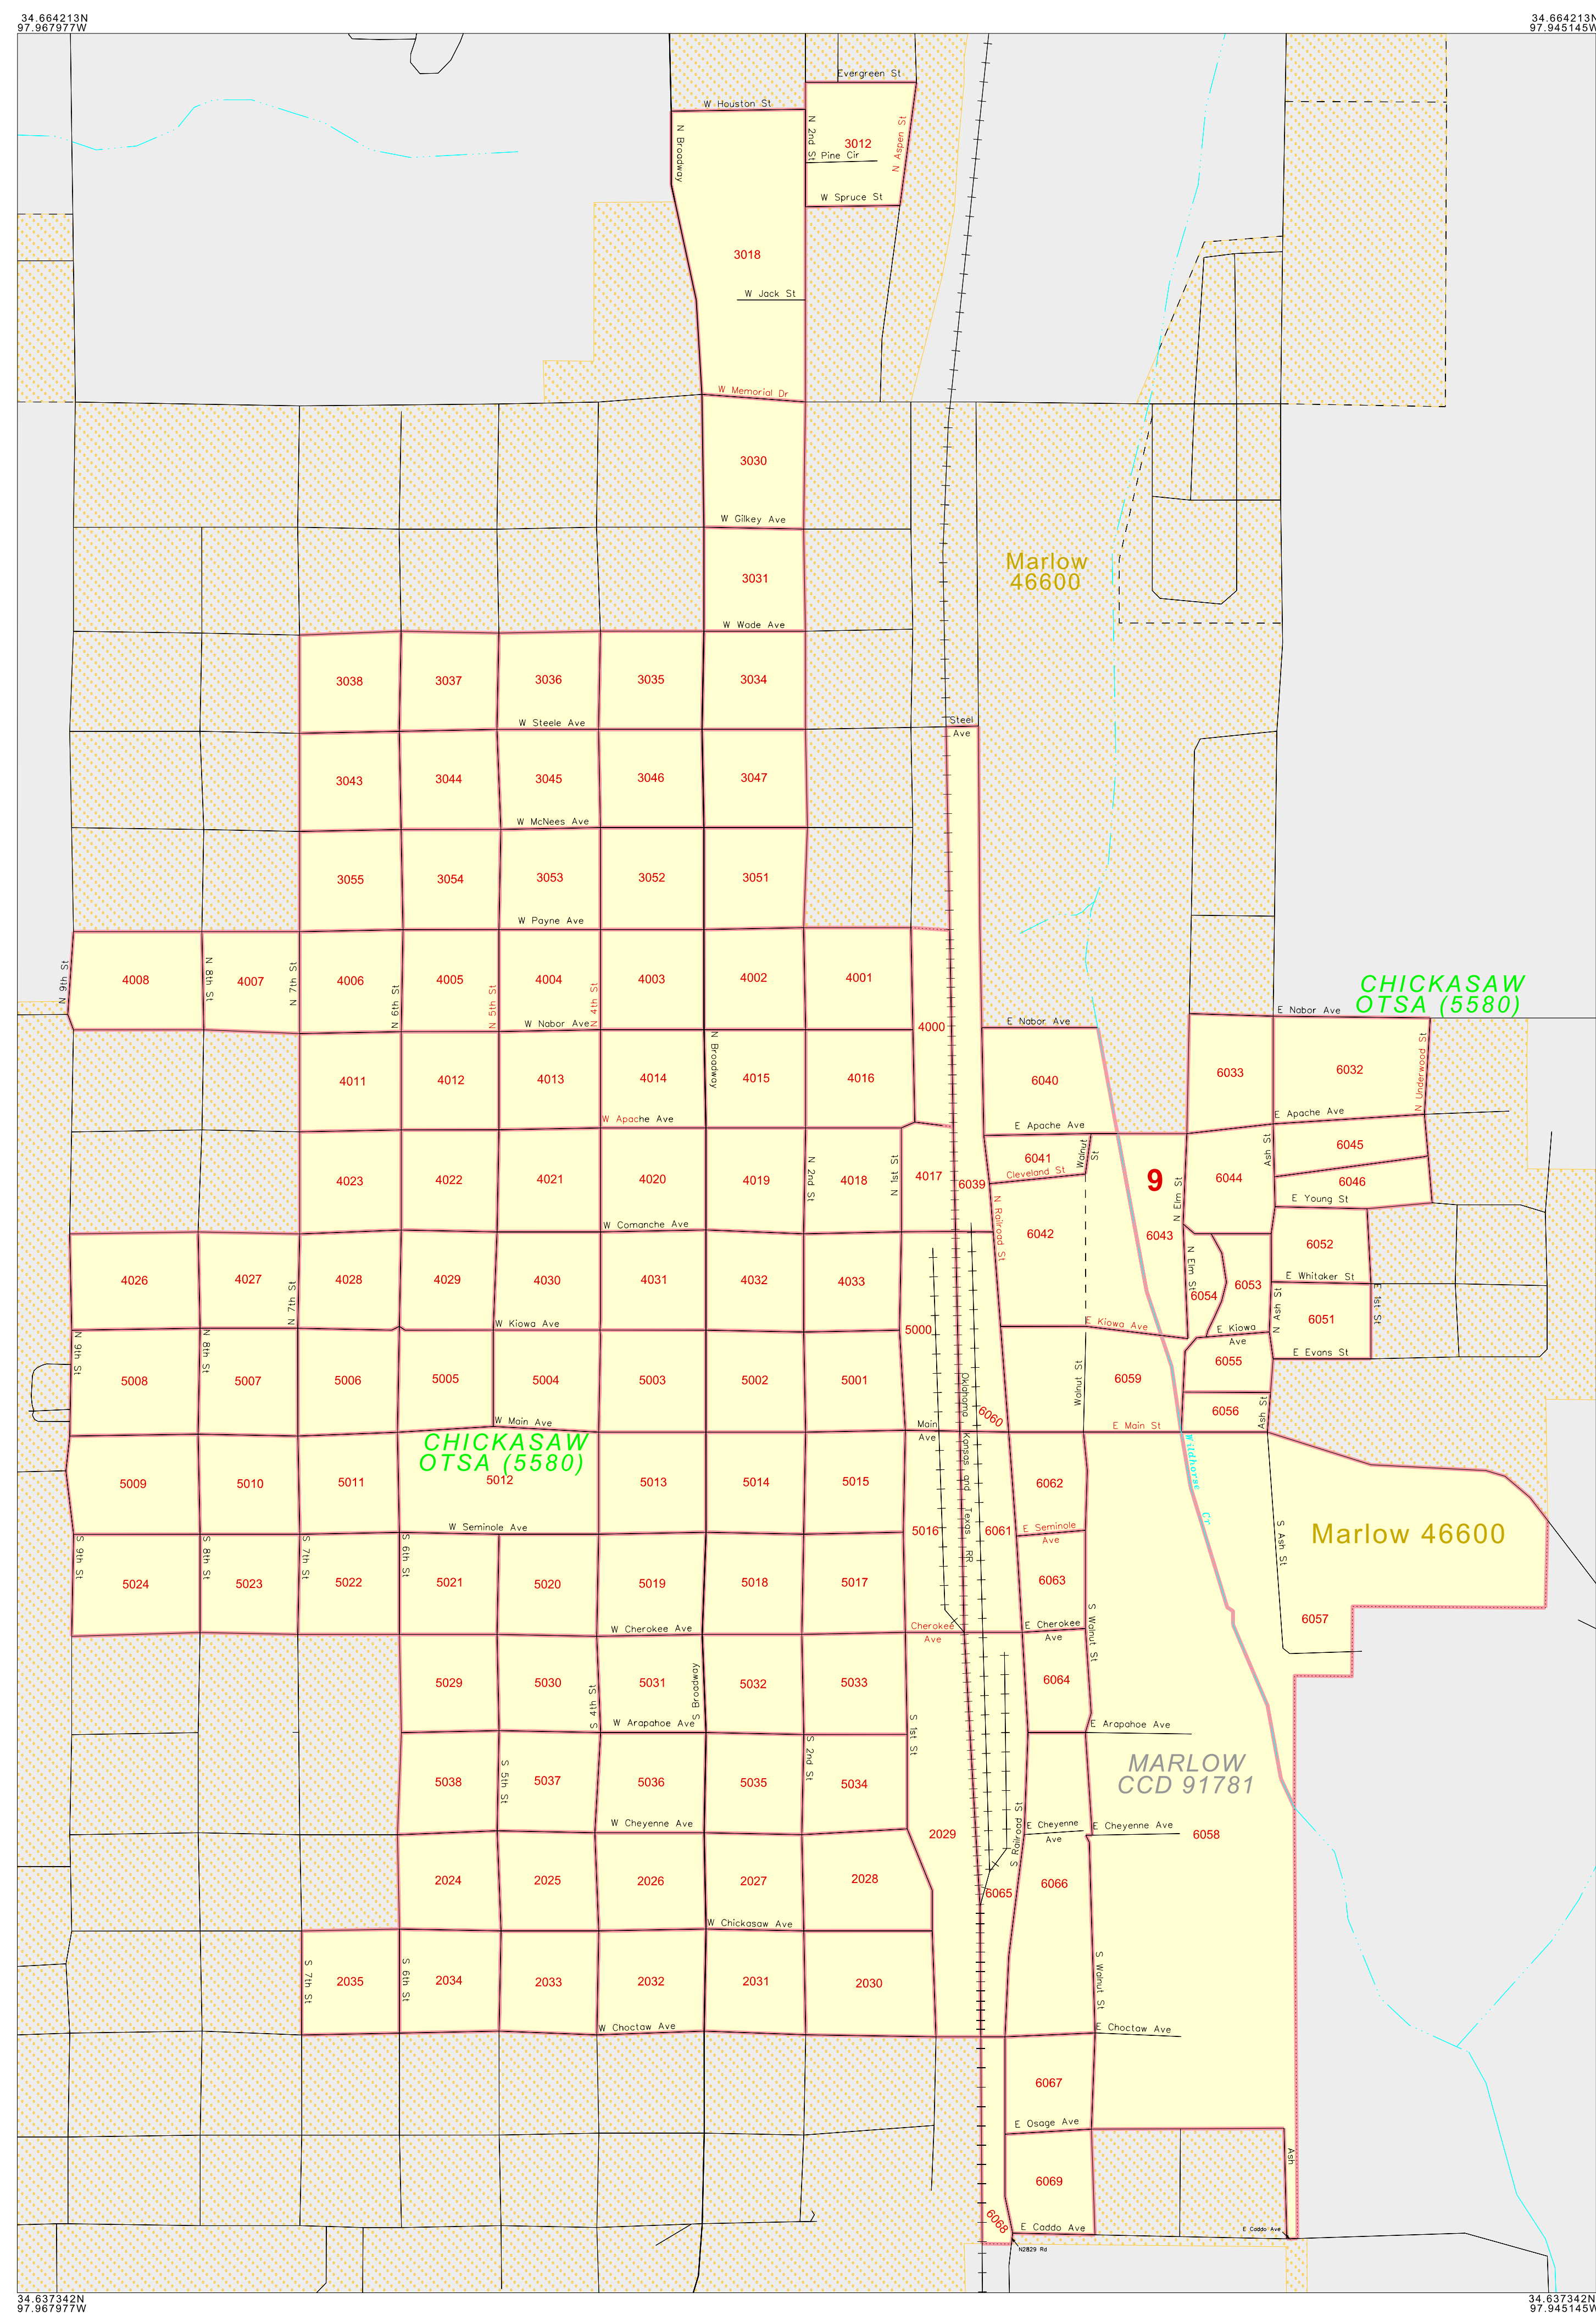 34.664213N
97.967977W
34.664213N
97.945145W
Evergreen St
W Houston St
N Broadway
N 2nd St
3012
N Aspen St
Pine Cir
W Spruce St
3018
W Jack St
W Memorial Dr
3030
W Gilkey Ave
Marlow
46600
3031
W Wade Ave
3038
3037
3036
3035
3034
W Steele Ave
Steel
Ave
3043
3044
3045
3046
3047
W McNees Ave
3055
3054
3053
3052
3051
W Payne Ave
N 9th St
4008
N 8th St
4007
N 7th St
4006
N 6th St
4005
N 5th St
4004
N 4th St
4003
4002
4001
CHICKASAW
OTSA (5580)
W Nabor Ave
4000
E Nabor Ave
E Nabor Ave
N Broadway
4011
4012
4013
4014
4015
4016
6040
6033
6032
N Underwood St
W Apache Ave
E Apache Ave
E Apache Ave
4023
4022
4021
4020
4019
N 2nd St
4018
N 1st St
4017
6039
6041
Walnut
St
Cleveland St
9
N Elm St
6044
Ash St
6045
6046
E Young St
W Comanche Ave
N Railroad St
6042
6043
6052
4026
4027
N 7th St
4028
4029
4030
4031
4032
4033
N Elm St
6054
6053
E Whitaker St
N Ash St
6051
E 1st St
W Kiowa Ave
5000
E Kiowa Ave
E Kiowa
Ave
E Evans St
N 9th St
5008
N 8th St
5007
5006
5005
5004
5003
5002
5001
Oklahoma Kansas and Texas RR
6060
Walnut St
6059
6055
6056
Ash St
W Main Ave
Main
Ave
E Main St
CHICKASAW
OTSA (5580)
5009
5010
5011
5012
5013
5014
5015
6062
Wildhorse Cr
W Seminole Ave
5016
6061
E Seminole
Ave
S Ash St
Marlow 46600
S 9th St
5024
S 8th St
5023
S 7th St
5022
S 6th St
5021
5020
5019
5018
5017
6063
6057
W Cherokee Ave
Cherokee
Ave
E Cherokee
Ave
S Walnut St
5029
5030
S 4th St
5031
S Broadway
5032
5033
6064
W Arapahoe Ave
S 1st St
E Arapahoe Ave
S 2nd St
MARLOW
CCD 91781
5038
S 5th St
5037
5036
5035
5034
W Cheyenne Ave
2029
S Railroad St
E Cheyenne
Ave
E Cheyenne Ave
6058
2024
2025
2026
2027
2028
6065
6066
W Chickasaw Ave
S 7th St
2035
S 6th St
2034
2033
2032
2031
2030
S Walnut St
W Choctaw Ave
E Choctaw Ave
6067
E Osage Ave
Ash
6069
6068
E Caddo Ave
E Caddo Ave
N2829 Rd
34.637342N
97.967977W
34.637342N
97.945145W